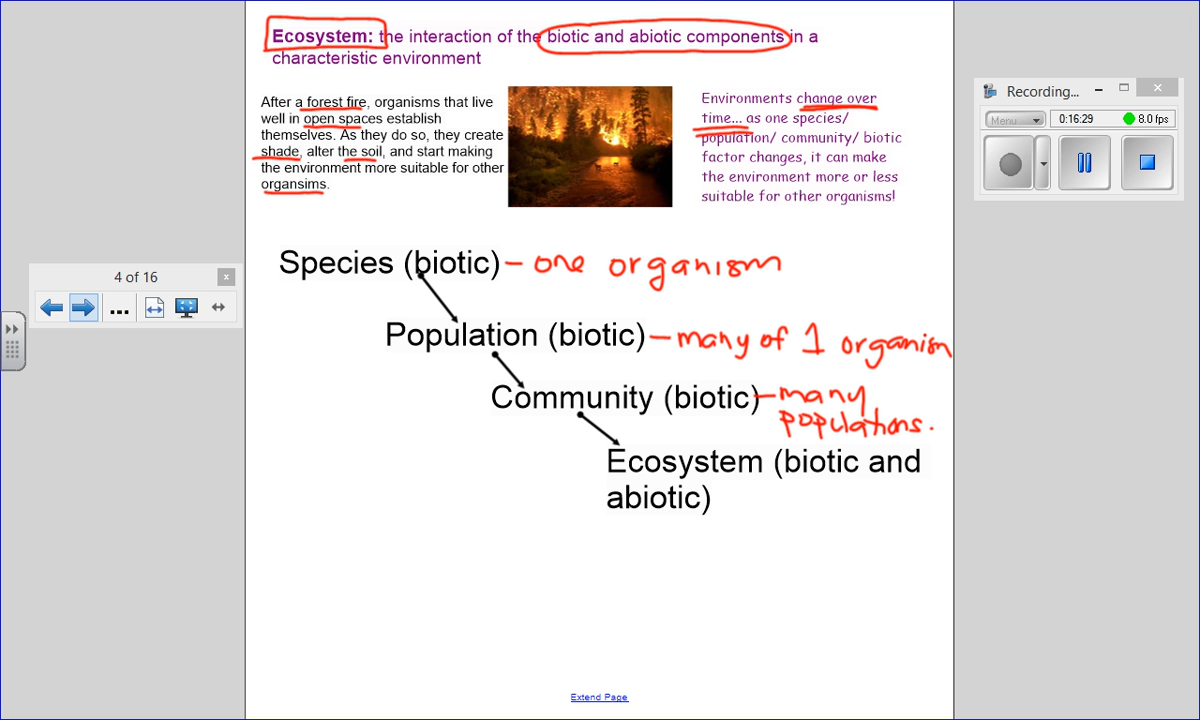 Ecosystem: the interaction of the biotic and abiotic components in a
characteristic environment
After a forest fire, organisms that live
well in open spaces establish
themselves. As they do so, they create
shade, alter the soil, and start making
the environment more suitable for other
organsims.
Environments change over
time... as one species/
population/ community/ biotic
factor changes, it can make
the environment more or less
suitable for other organisms!
Species (biotic) - one organism
Population (biotic) - many of 1 organism
Community (biotic) - many
populations.
Ecosystem (biotic and
abiotic)
Extend Page
4 of 16
x
...
Recording...
Menu
0:16:29
8.0 fps